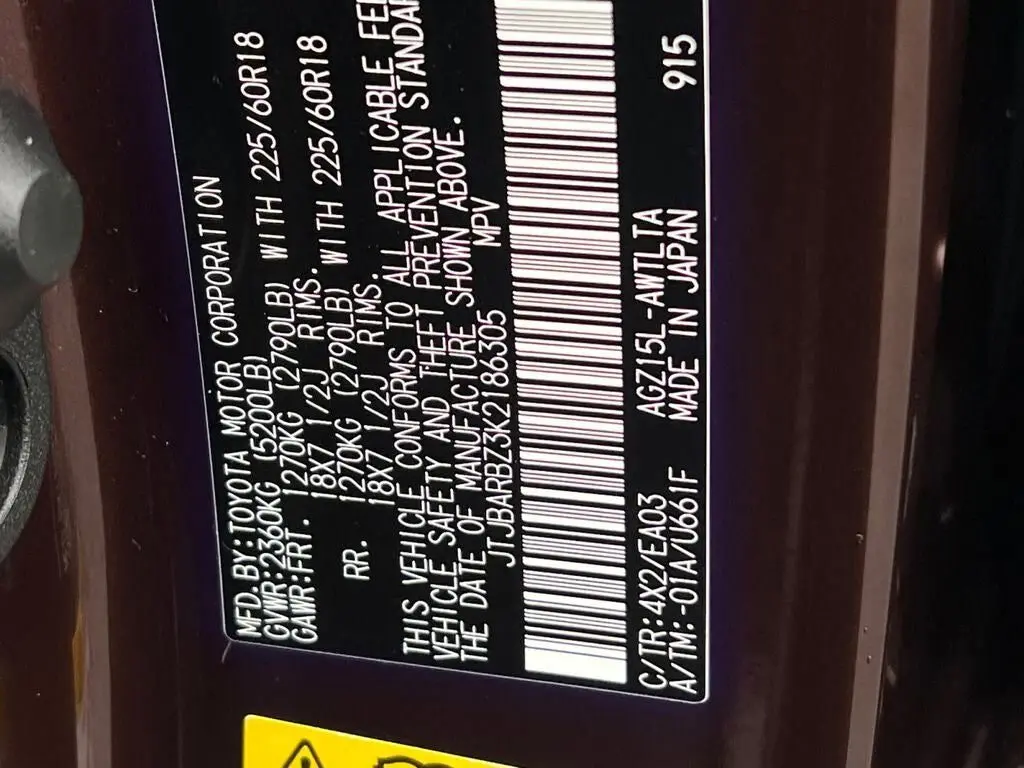 MFD.BY:TOYOTA MOTOR CORPORATION
GVWR:2360KG (5200LB)
GAWR:FRT. 1270KG (2790LB) WITH 225/60R18
18X7 1/2J RIMS.
RR. 1270KG (2790LB) WITH 225/60R18
18X7 1/2J RIMS.
THIS VEHICLE CONFORMS TO ALL APPLICABLE
VEHICLE SAFETY AND THEFT PREVENTION
THE DATE OF MANUFACTURE SHOWN ABOVE.
JTJBARBZ3K2186305 MPV
C/TR:4X2/EA03 AGZ15L-AWTLTA 915
A/TM:-01A/U661F MADE IN JAPAN